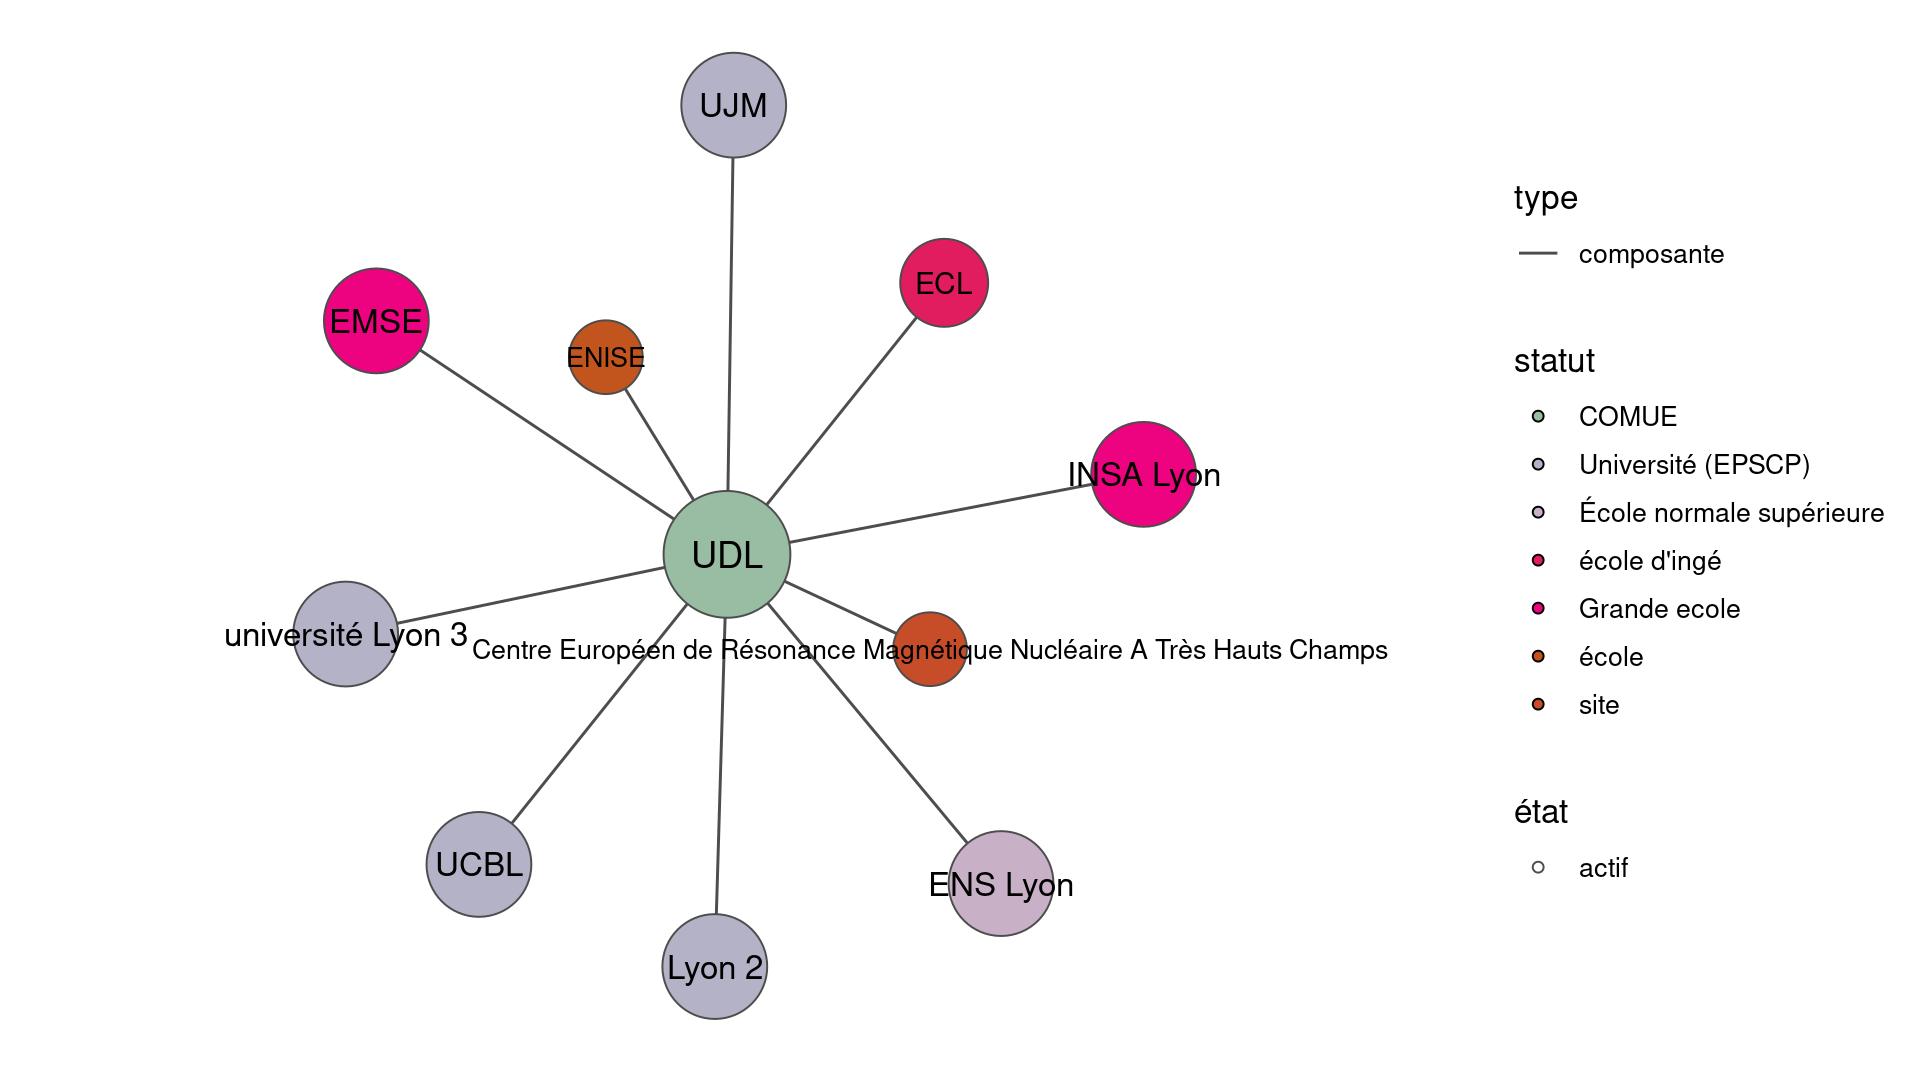 UJM
ECL
EMSE
ENISE
INSA Lyon
UDL
université Lyon 3
Centre Européen de Résonance Magnétique Nucléaire A Très Hauts Champs
UCBL
ENS Lyon
Lyon 2
type
composante
statut
COMUE
Université (EPSCP)
École normale supérieure
école d'ingé
Grande ecole
école
site
état
actif